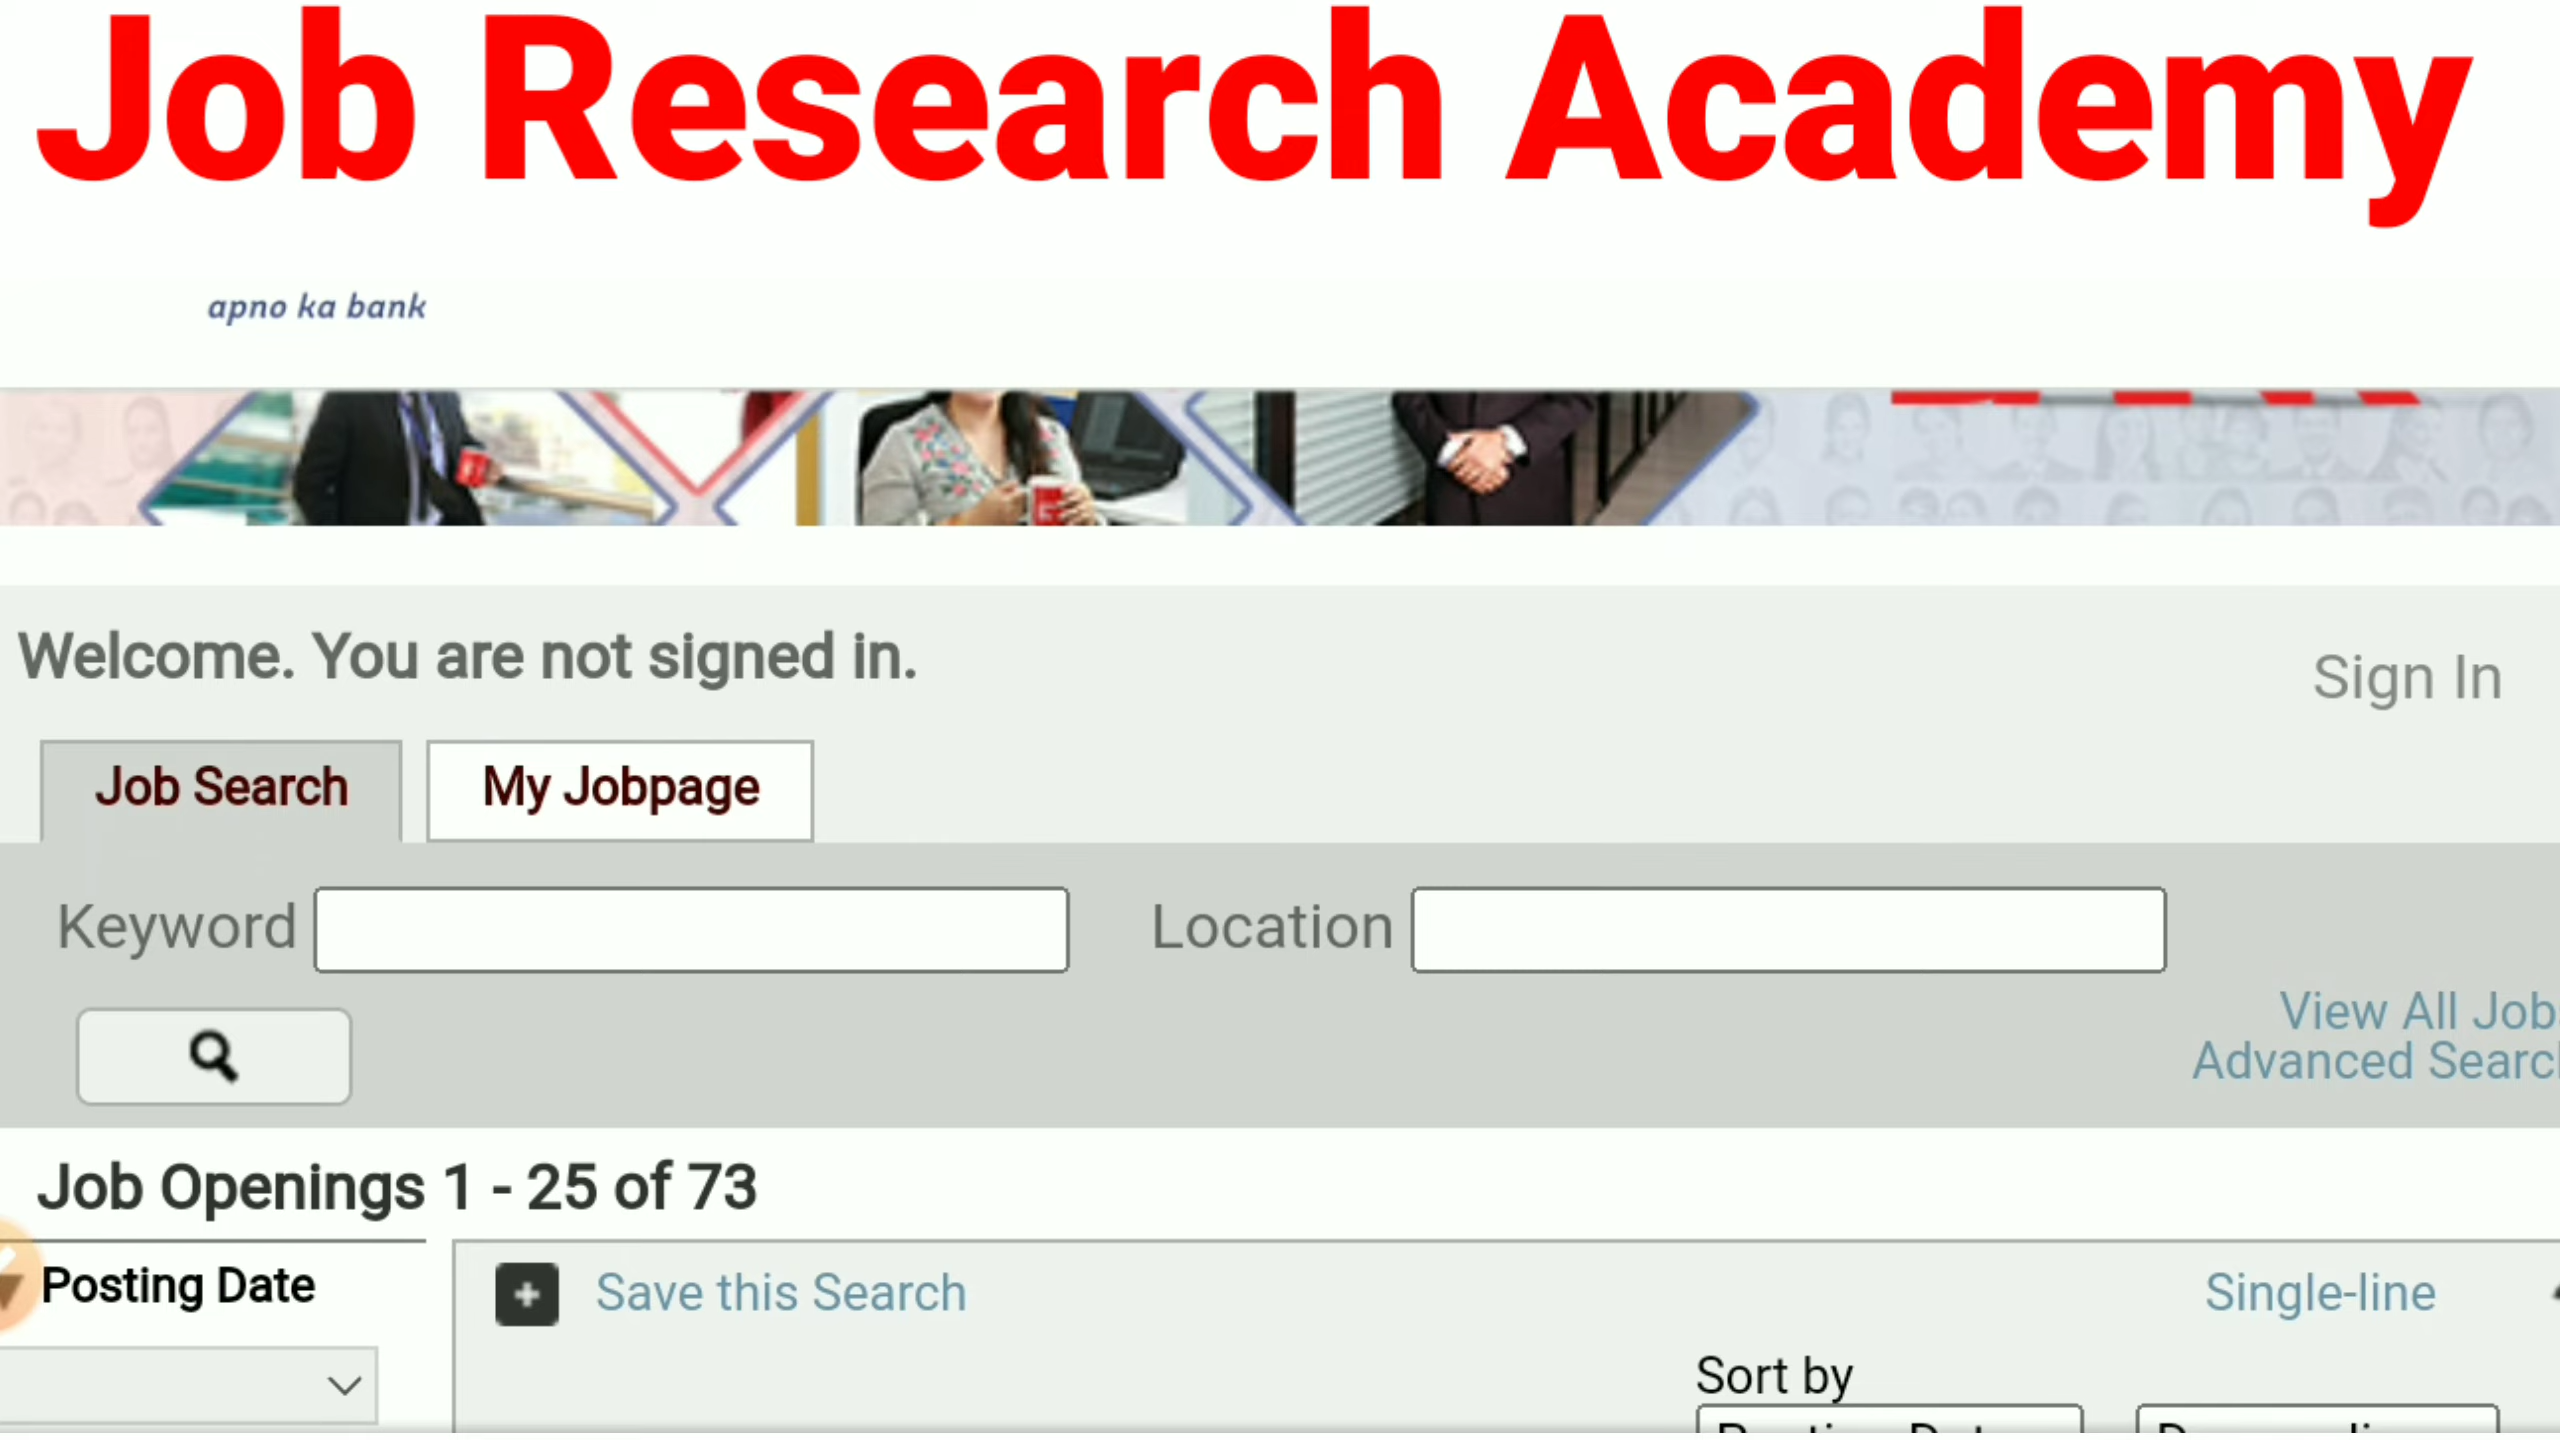 Job Research Academy
apno ka bank
Welcome. You are not signed in.
Sign In
Job Search
My Jobpage
Keyword
Location
View All Job
Advanced Search
Job Openings 1 - 25 of 73
Posting Date
Save this Search
Single-line
Sort by